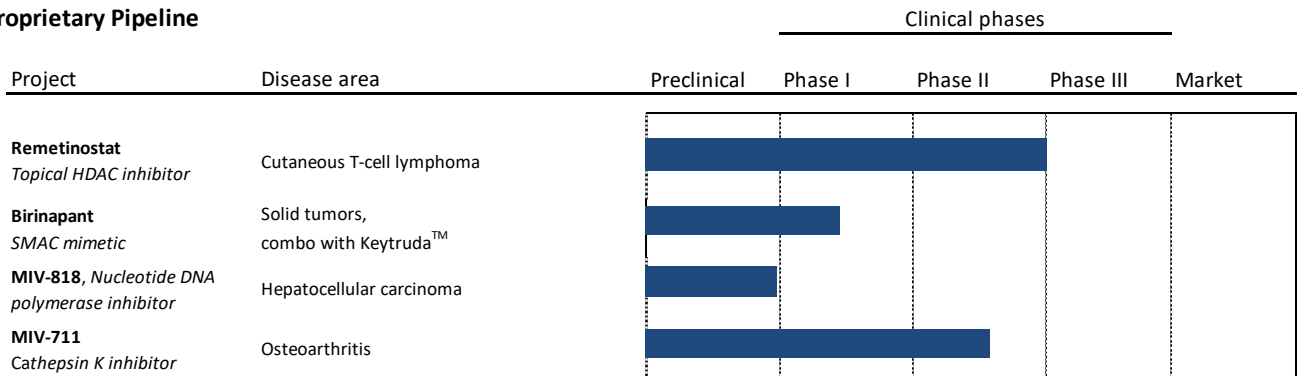 roprietary Pipeline
Clinical phases
Project Disease area Preclinical Phase I Phase II Phase III Market
Remetinostat
Topical HDAC inhibitor
Cutaneous T-cell lymphoma
Birinapant
SMAC mimetic
Solid tumors,
combo with Keytruda™
MIV-818, Nucleotide DNA
polymerase inhibitor
Hepatocellular carcinoma
MIV-711
Cathepsin K inhibitor
Osteoarthritis